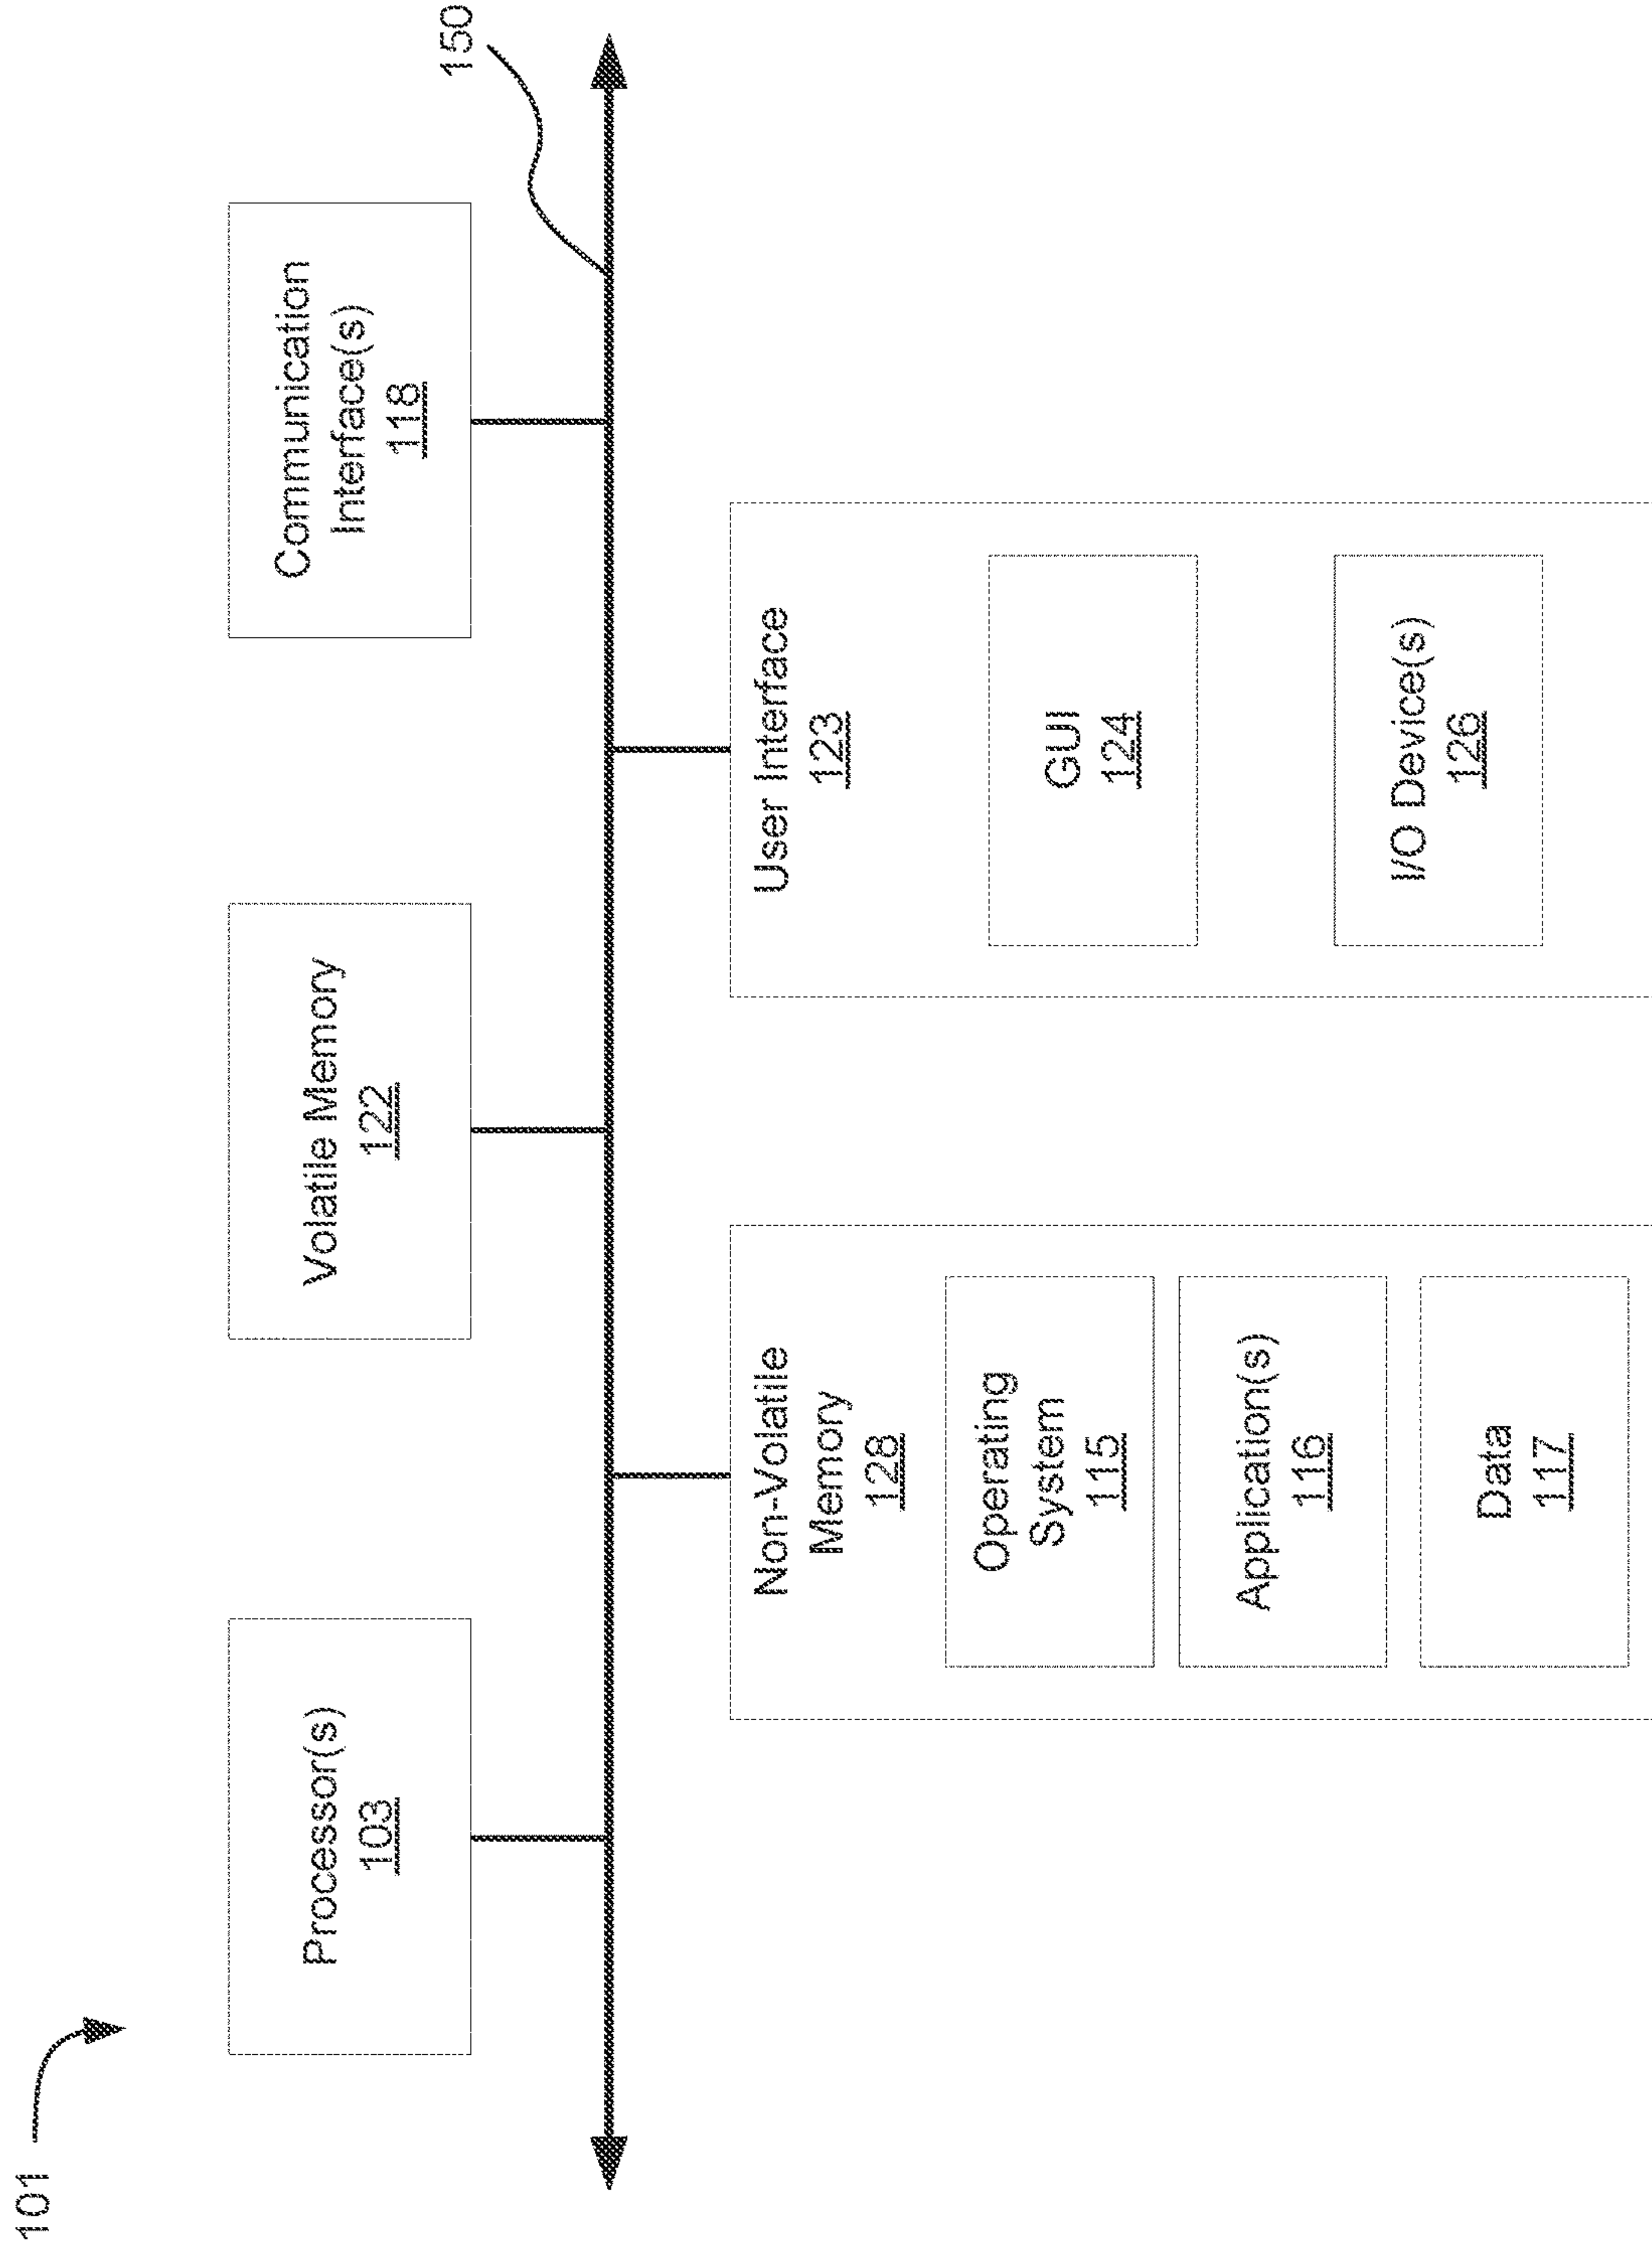 101
Processor(s)
103
Volatile Memory
122
Communication
Interface(s)
118
150
Non-Volatile
Memory
128
Operating
System
115
Application(s)
116
Data
117
User Interface
123
GUI
124
I/O Device(s)
126